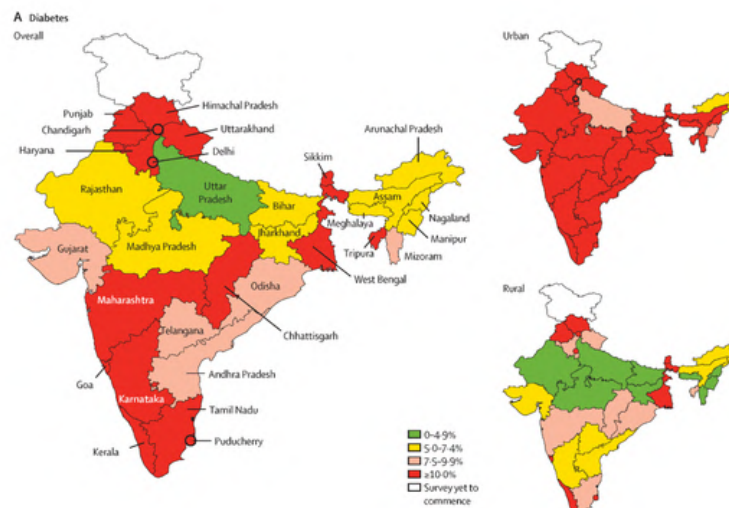 A Diabetes
Overall
Punjab
Chandigarh
Haryana
Himachal Pradesh
Uttarakhand
Delhi
Rajasthan
Uttar
Pradesh
Gujarat
Madhya Pradesh
Bihar
Jharkhand
Sikkim
Arunachal Pradesh
Assam
Meghalaya
Nagaland
Manipur
Tripura
Mizoram
West Bengal
Odisha
Chhattisgarh
Maharashtra
Telangana
Andhra Pradesh
Goa
Karnataka
Tamil Nadu
Kerala
Puducherry
Urban
Rural
0–4·9%
5·0–7·4%
7·5–9·9%
≥10·0%
Survey yet to
commence